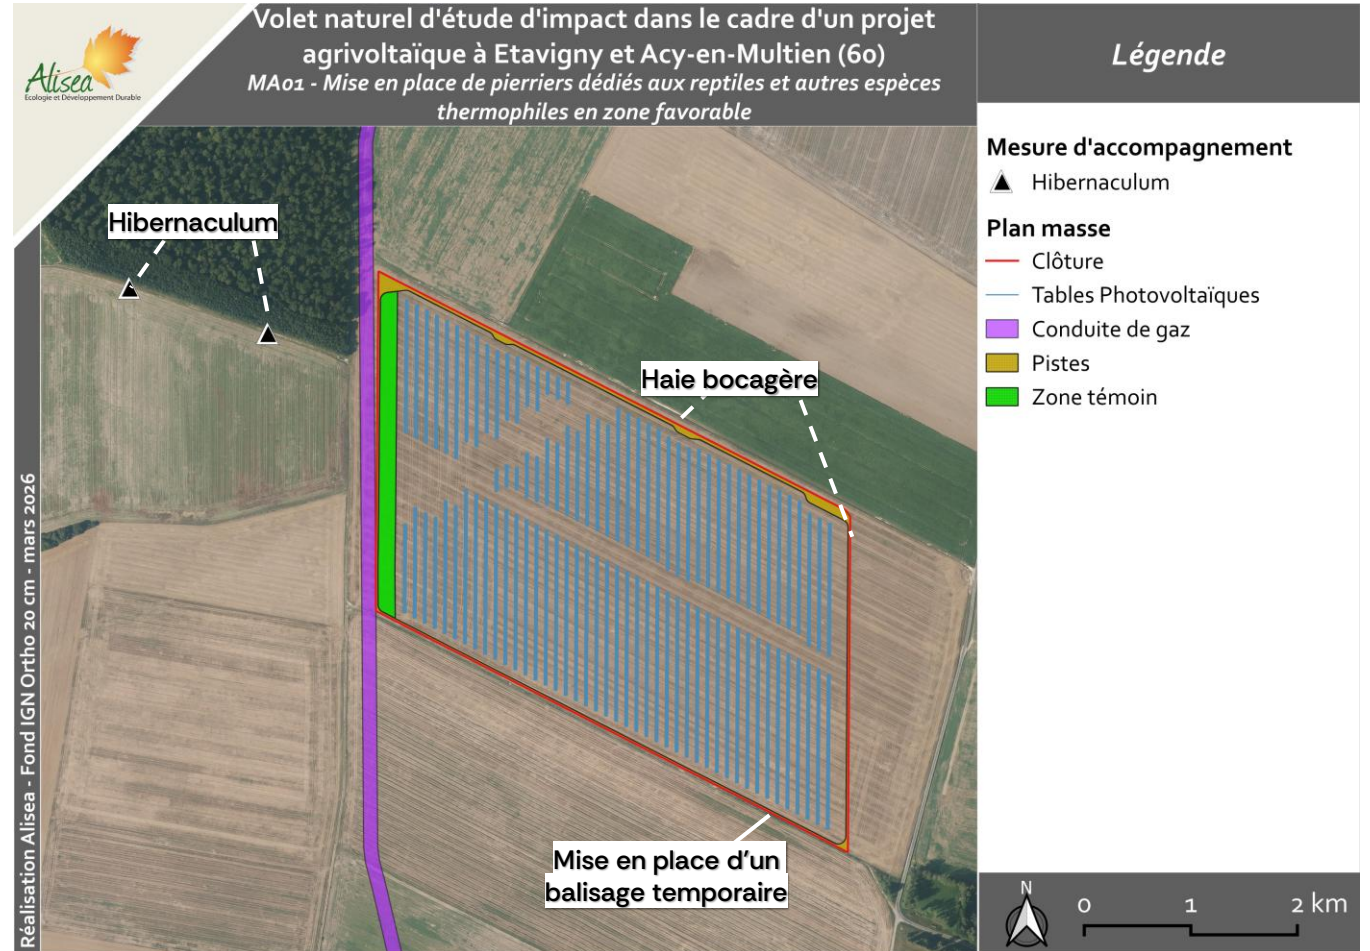 Alisea
Ecologie et Développement Durable
Volet naturel d'étude d'impact dans le cadre d'un projet
agrivoltaïque à Etavigny et Acy-en-Multien (60)
MA01 - Mise en place de pierriers dédiés aux reptiles et autres espèces
thermophiles en zone favorable
Légende
Mesure d'accompagnement
Hibernaculum
Plan masse
Clôture
Tables Photovoltaïques
Conduite de gaz
Pistes
Zone témoin
Hibernaculum
Haie bocagère
Mise en place d'un
balisage temporaire
Réalisation Alisea - Fond IGN Ortho 20 cm - mars 2026
N
0 1 2 km